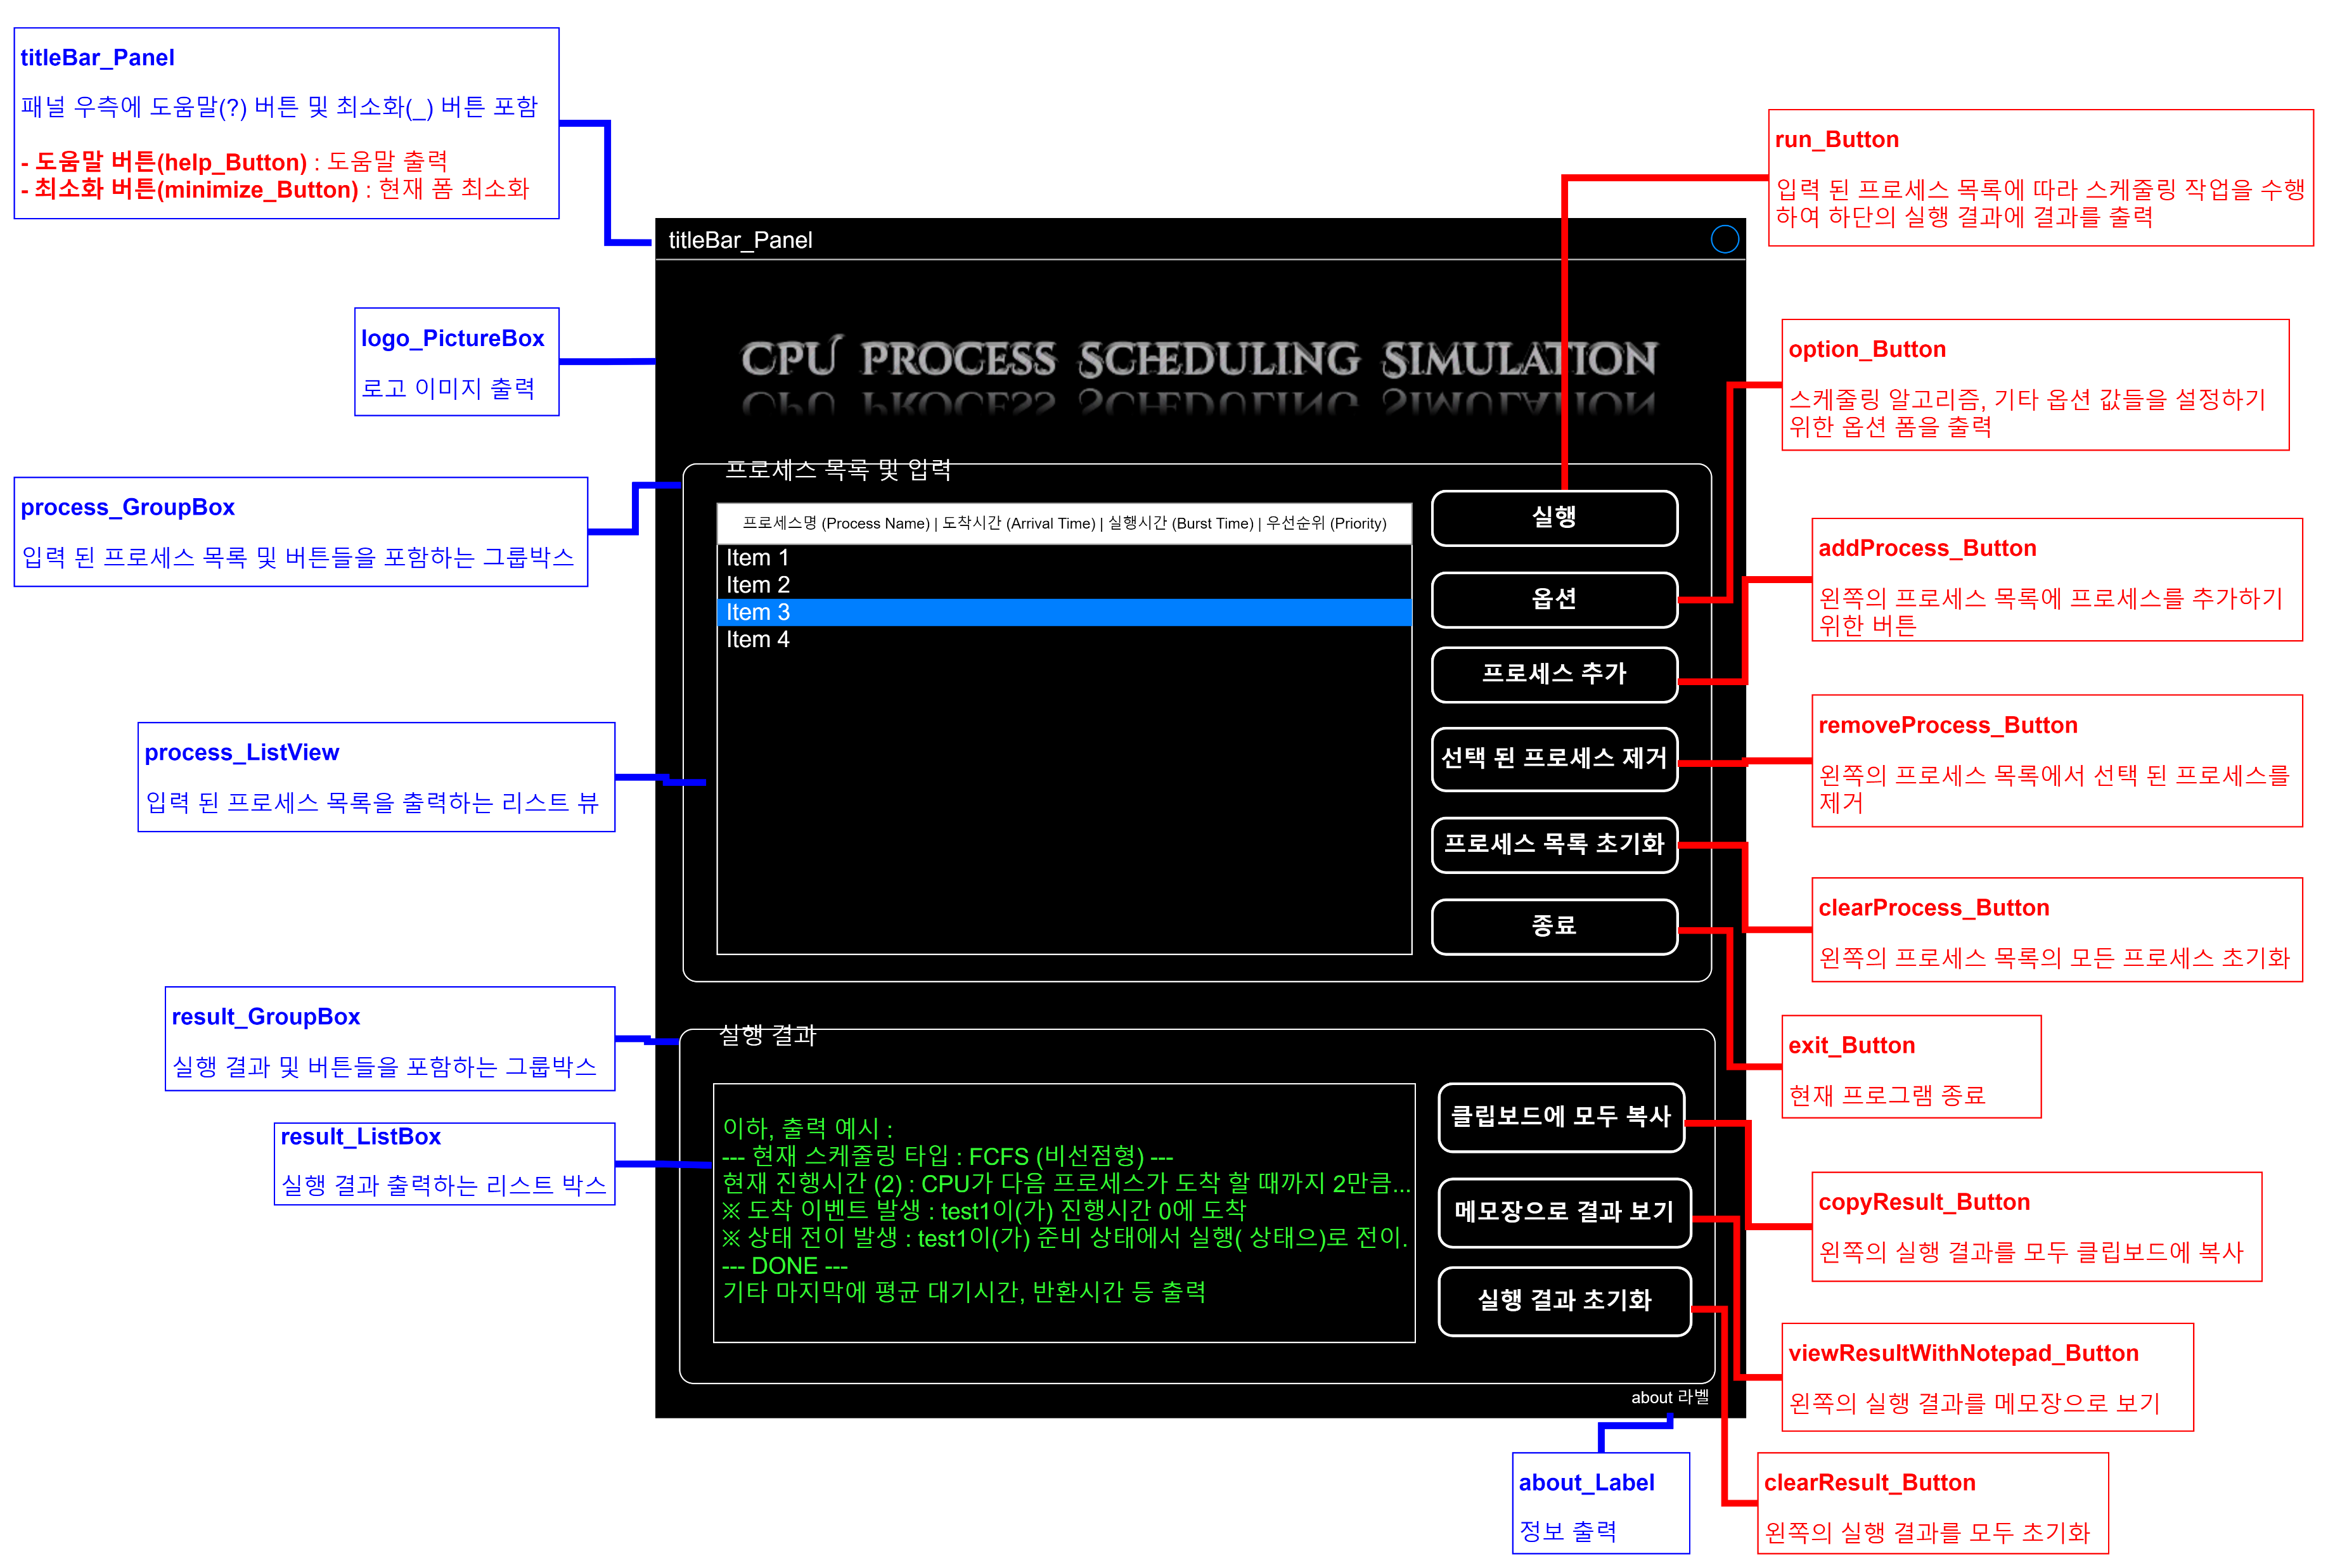 titleBar_Panel
패널 우측에 도움말(?) 버튼 및 최소화(_) 버튼 포함
- 도움말 버튼(help_Button) : 도움말 출력
- 최소화 버튼(minimize_Button) : 현재 폼 최소화
logo_PictureBox
로고 이미지 출력
process_GroupBox
입력 된 프로세스 목록 및 버튼들을 포함하는 그룹박스
process_ListView
입력 된 프로세스 목록을 출력하는 리스트 뷰
result_GroupBox
실행 결과 및 버튼들을 포함하는 그룹박스
result_ListBox
실행 결과 출력하는 리스트 박스
titleBar_Panel
CPU PROCESS SCHEDULING SIMULATION
프로세스 목록 및 입력
프로세스명 (Process Name) | 도착시간 (Arrival Time) | 실행시간 (Burst Time) | 우선순위 (Priority)
Item 1
Item 2
Item 3
Item 4
실행
옵션
프로세스 추가
선택 된 프로세스 제거
프로세스 목록 초기화
종료
실행 결과
이하, 출력 예시 :
--- 현재 스케줄링 타입 : FCFS (비선점형) ---
현재 진행시간 (2) : CPU가 다음 프로세스가 도착 할 때까지 2만큼...
※ 도착 이벤트 발생 : test1이(가) 진행시간 0에 도착
※ 상태 전이 발생 : test1이(가) 준비 상태에서 실행( 상태으)로 전이.
--- DONE ---
기타 마지막에 평균 대기시간, 반환시간 등 출력
클립보드에 모두 복사
메모장으로 결과 보기
실행 결과 초기화
about 라벨
about_Label
정보 출력
run_Button
입력 된 프로세스 목록에 따라 스케줄링 작업을 수행
하여 하단의 실행 결과에 결과를 출력
option_Button
스케줄링 알고리즘, 기타 옵션 값들을 설정하기
위한 옵션 폼을 출력
addProcess_Button
왼쪽의 프로세스 목록에 프로세스를 추가하기
위한 버튼
removeProcess_Button
왼쪽의 프로세스 목록에서 선택 된 프로세스를
제거
clearProcess_Button
왼쪽의 프로세스 목록의 모든 프로세스 초기화
exit_Button
현재 프로그램 종료
copyResult_Button
왼쪽의 실행 결과를 모두 클립보드에 복사
viewResultWithNotepad_Button
왼쪽의 실행 결과를 메모장으로 보기
clearResult_Button
왼쪽의 실행 결과를 모두 초기화